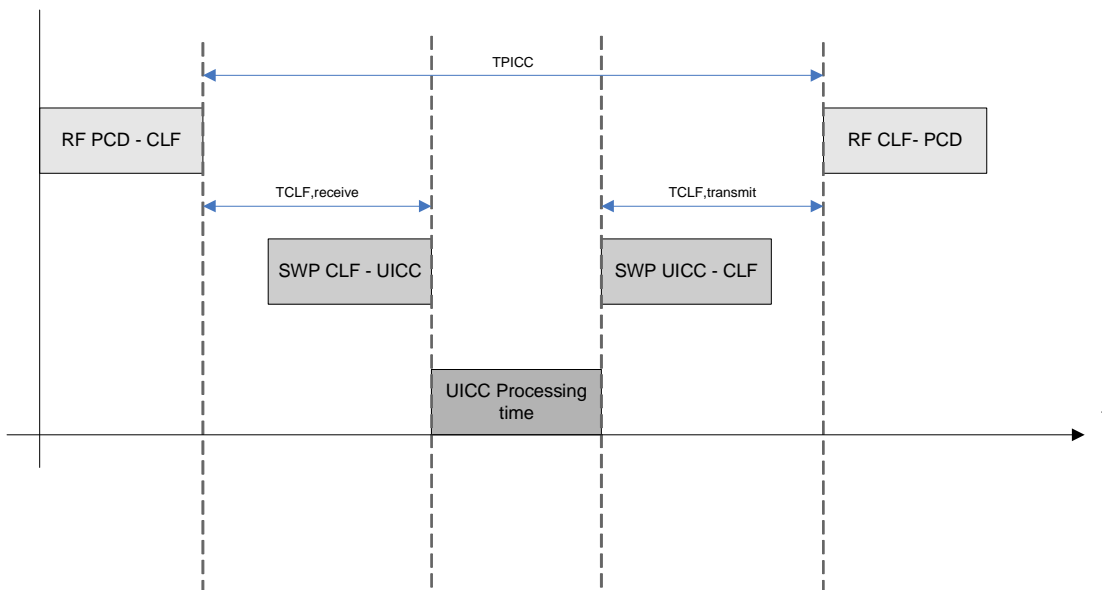 TPICC
RF PCD - CLF
RF CLF- PCD
TCLF,receive
TCLF,transmit
SWP CLF - UICC
SWP UICC - CLF
UICC Processing
time